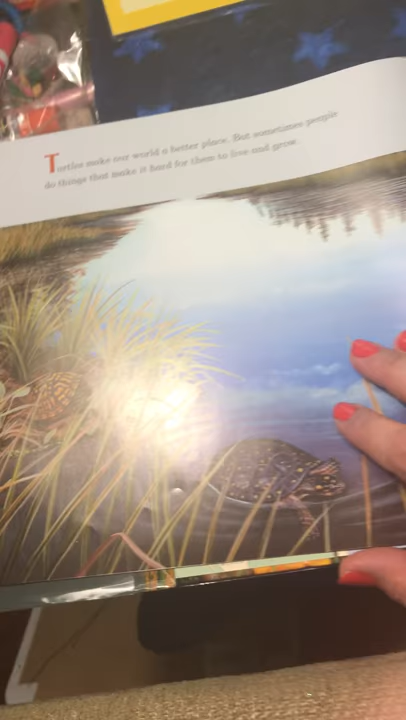 Turtles make our world a better place. But sometimes people
do things that make it hard for them to live and grow.